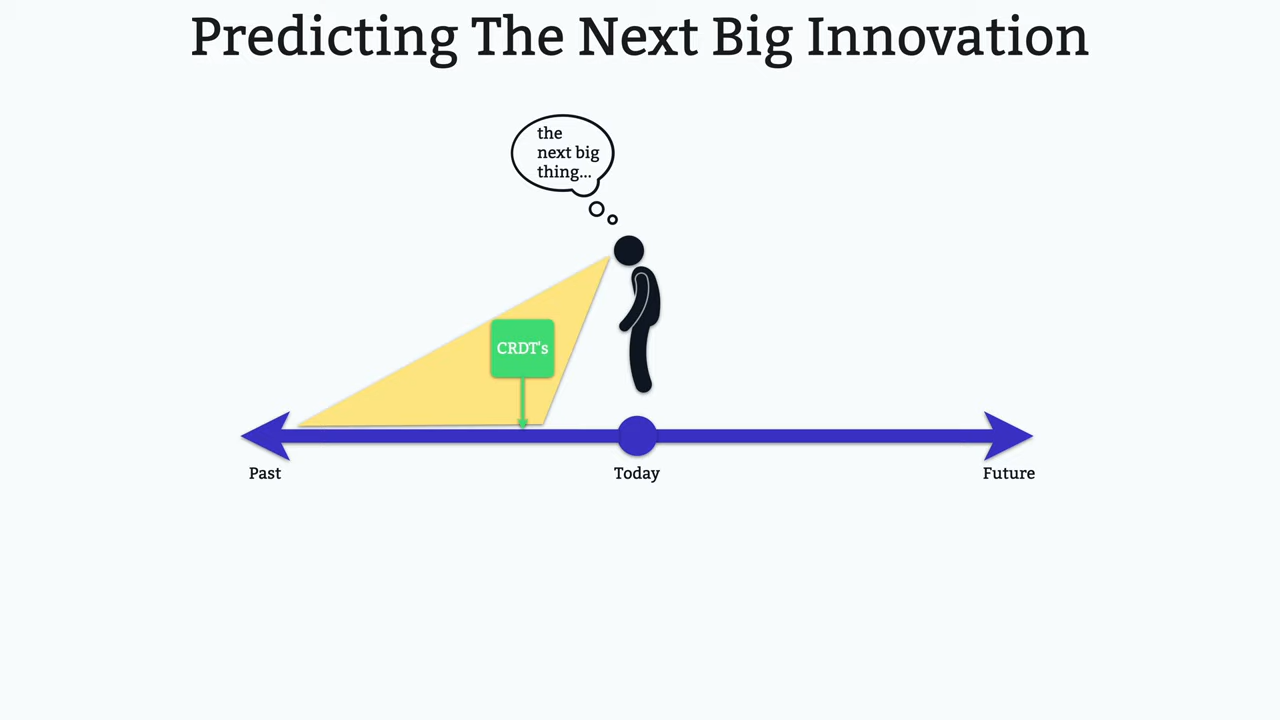 Predicting The Next Big Innovation
the
next big
thing...
CRDT's
Past
Today
Future